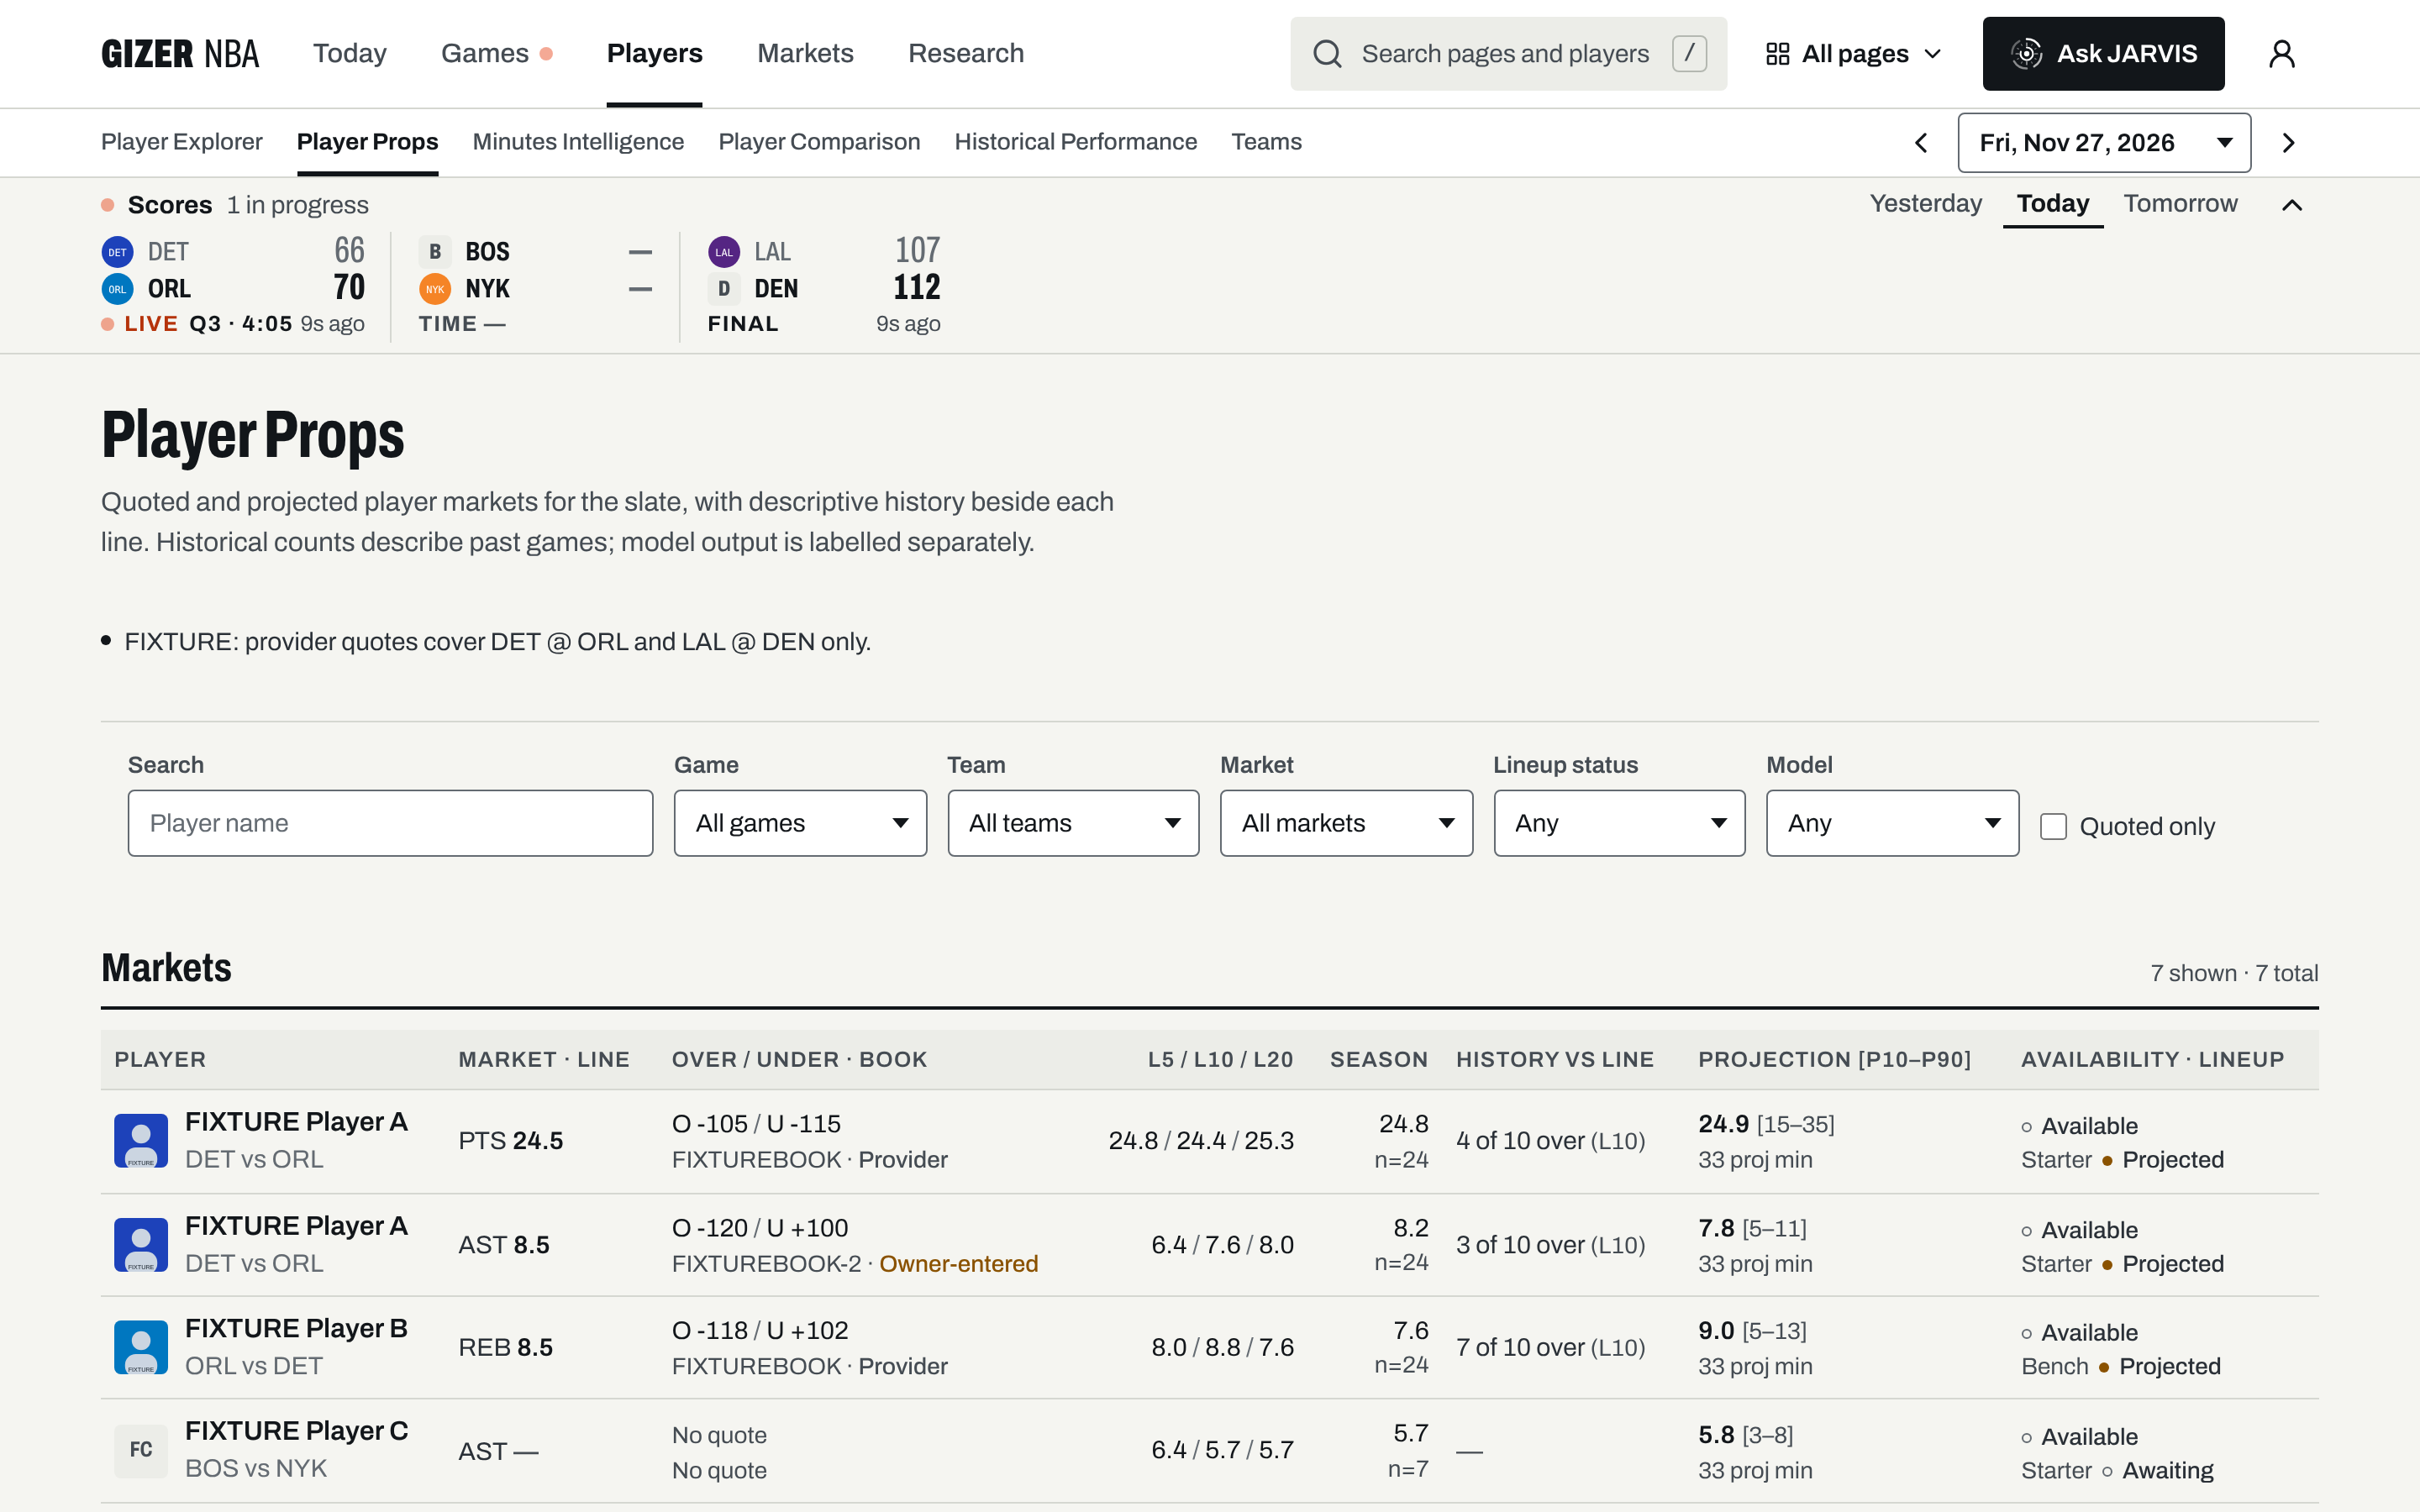 GIZER NBA Today Games Players Markets Research Search pages and players / All pages Ask JARVIS
Player Explorer Player Props Minutes Intelligence Player Comparison Historical Performance Teams Fri, Nov 27, 2026
Scores 1 in progress Yesterday Today Tomorrow
DET DET 66
ORL ORL 70
LIVE Q3 · 4:05 9s ago
B BOS —
NYK NYK —
TIME —
LAL LAL 107
D DEN 112
FINAL 9s ago
Player Props
Quoted and projected player markets for the slate, with descriptive history beside each
line. Historical counts describe past games; model output is labelled separately.
• FIXTURE: provider quotes cover DET @ ORL and LAL @ DEN only.
Search Game Team Market Lineup status Model
Player name All games All teams All markets Any Any Quoted only
Markets 7 shown · 7 total
PLAYER MARKET · LINE OVER / UNDER · BOOK L5 / L10 / L20 SEASON HISTORY VS LINE PROJECTION [P10–P90] AVAILABILITY · LINEUP
FIXTURE
FIXTURE Player A
DET vs ORL
PTS 24.5
O -105 / U -115
FIXTUREBOOK · Provider
24.8 / 24.4 / 25.3
24.8
n=24
4 of 10 over (L10)
24.9 [15–35]
33 proj min
Available
Starter Projected
FIXTURE
FIXTURE Player A
DET vs ORL
AST 8.5
O -120 / U +100
FIXTUREBOOK-2 · Owner-entered
6.4 / 7.6 / 8.0
8.2
n=24
3 of 10 over (L10)
7.8 [5–11]
33 proj min
Available
Starter Projected
FIXTURE
FIXTURE Player B
ORL vs DET
REB 8.5
O -118 / U +102
FIXTUREBOOK · Provider
8.0 / 8.8 / 7.6
7.6
n=24
7 of 10 over (L10)
9.0 [5–13]
33 proj min
Available
Bench Projected
FC
FIXTURE Player C
BOS vs NYK
AST —
No quote
No quote
6.4 / 5.7 / 5.7
5.7
n=7
—
5.8 [3–8]
33 proj min
Available
Starter Awaiting